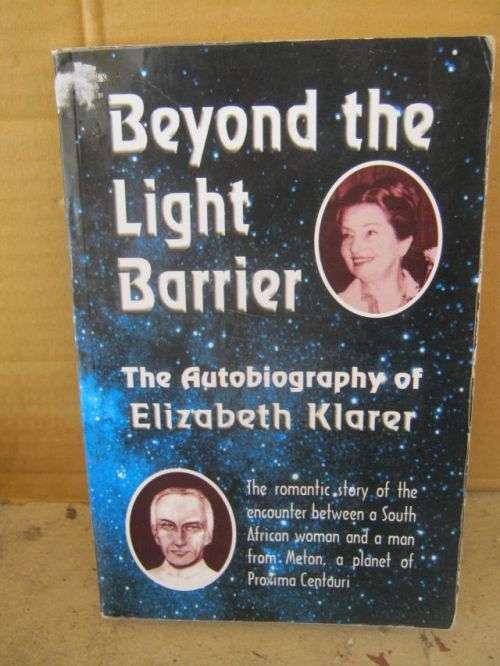 Beyond the
Light
Barrier
The Autobiography of
Elizabeth Klarer
The romantic story of the
encounter between a South
African woman and a man
from Meton, a planet of
Proxima Centauri